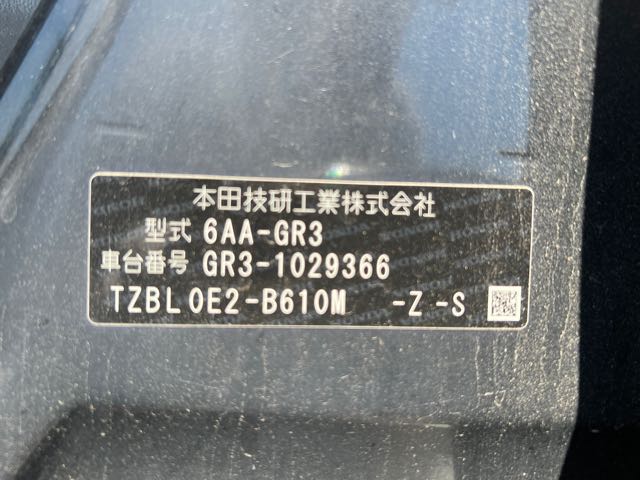 本田技研工業株式会社
型式 6AA-GR3
車台番号 GR3-1029366
TZBL0E2-B610M -Z-S